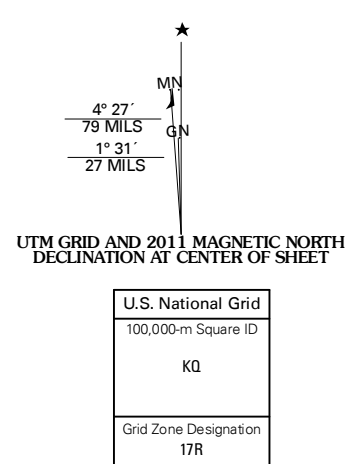 ★
MN
4° 27´
79 MILS
GN
1° 31´
27 MILS
UTM GRID AND 2011 MAGNETIC NORTH
DECLINATION AT CENTER OF SHEET
U.S. National Grid
100,000-m Square ID
KQ
Grid Zone Designation
17R